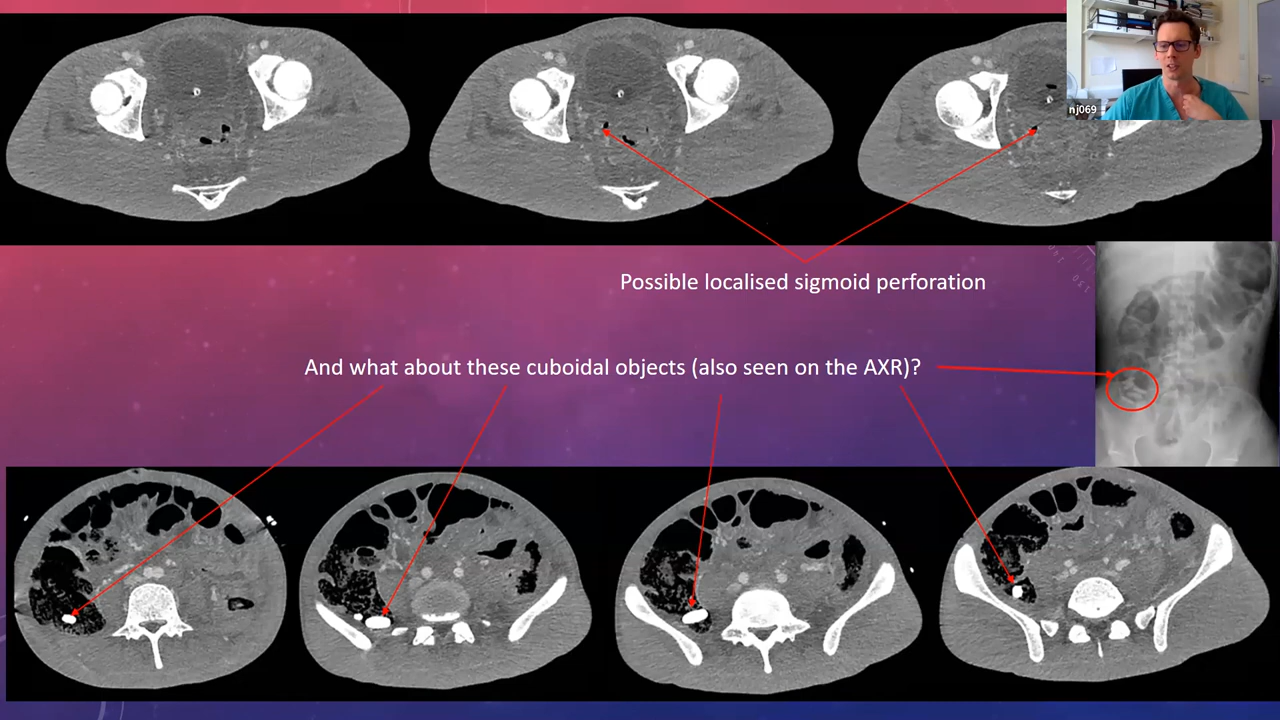 nj069
Possible localised sigmoid perforation
And what about these cuboidal objects (also seen on the AXR)?